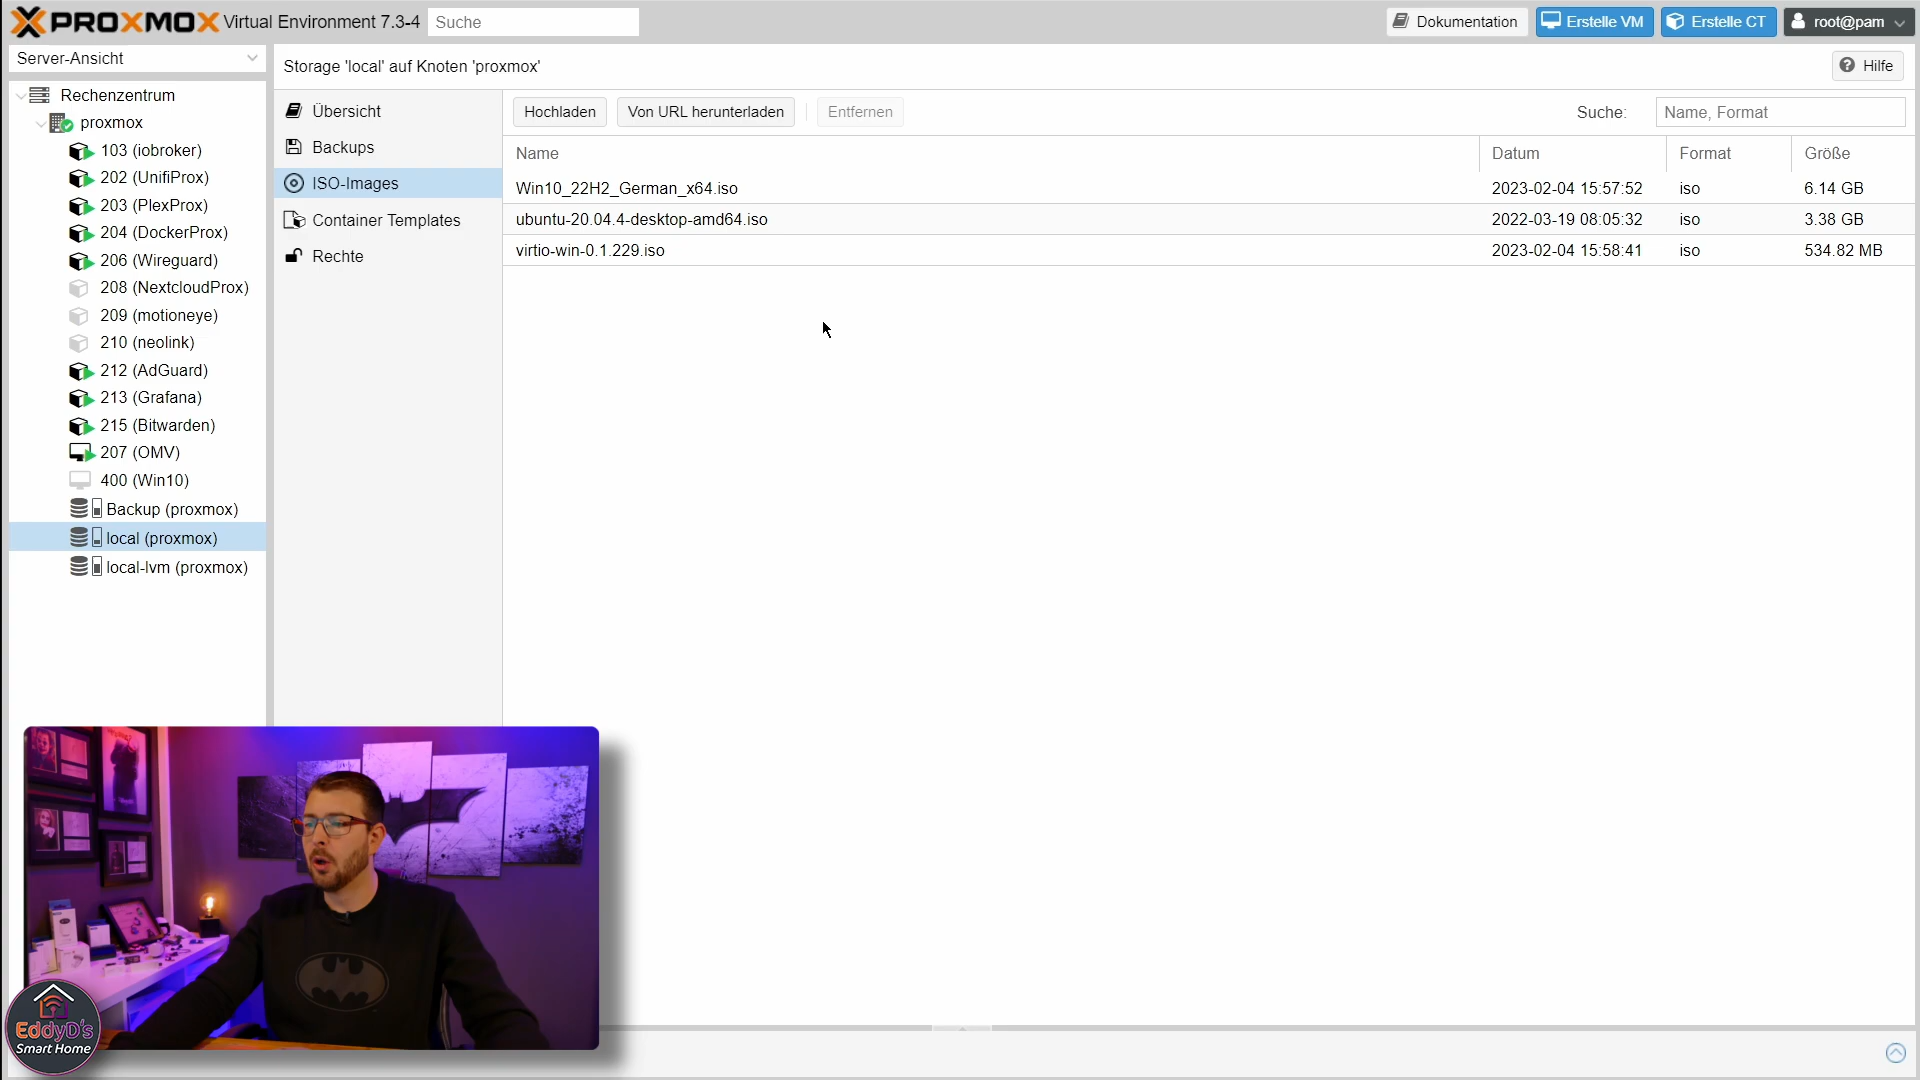 PROXMOX Virtual Environment 7.3-4
Suche
Dokumentation
Erstelle VM
Erstelle CT
root@pam
Server-Ansicht
Storage 'local' auf Knoten 'proxmox'
Hilfe
Rechenzentrum
proxmox
103 (iobroker)
202 (UnifiProx)
203 (PlexProx)
204 (DockerProx)
206 (Wireguard)
208 (NextcloudProx)
209 (motioneye)
210 (neolink)
212 (AdGuard)
213 (Grafana)
215 (Bitwarden)
207 (OMV)
400 (Win10)
Backup (proxmox)
local (proxmox)
local-lvm (proxmox)
Übersicht
Backups
ISO-Images
Container Templates
Rechte
Hochladen
Von URL herunterladen
Entfernen
Suche:
Name, Format
Name Datum Format Größe
Win10_22H2_German_x64.iso 2023-02-04 15:57:52 iso 6.14 GB
ubuntu-20.04.4-desktop-amd64.iso 2022-03-19 08:05:32 iso 3.38 GB
virtio-win-0.1.229.iso 2023-02-04 15:58:41 iso 534.82 MB
EddyD's
Smart Home